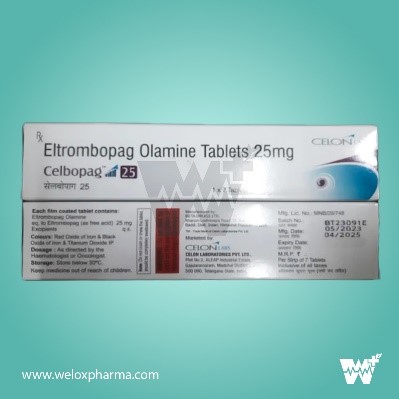 Rx
Eltrombopag Olamine Tablets 25mg
CELON LABS
Celbopag 25
सेलबोपाग 25
Each film coated tablet contains:
Eltrombopag Olamine
eq. to Eltrombopag (as free acid) 25 mg
Excipients q.s.
Colours: Red Oxide of Iron & Black
Oxide of Iron & Titanium Dioxide IP
Dosage : As directed by the
Haematologist or Oncologist.
Storage: Store below 30°C.
Keep medicine out of reach of children.
Marketed by
CELON LABS
CELON LABORATORIES PVT. LTD.
Mfg. Lic. No.:
Batch No. BT23091E
Mfg. Date: 05/2023
Expiry Date: 04/2025
M.R.P. ₹
Per Strip of 7 Tablets
Inclusive of all taxes
www.weloxpharma.com